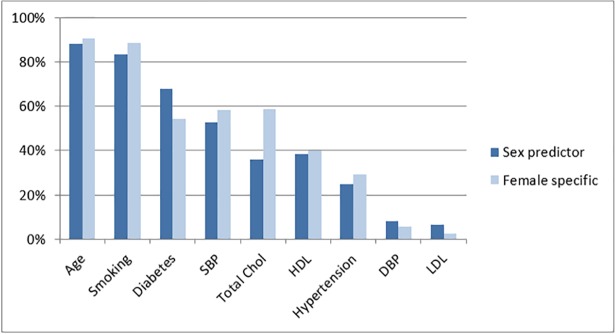 100%
80%
60%
40%
20%
0%
Age
Smoking
Diabetes
SBP
Total Chol
HDL
Hypertension
DBP
LDL
Sex predictor
Female specific